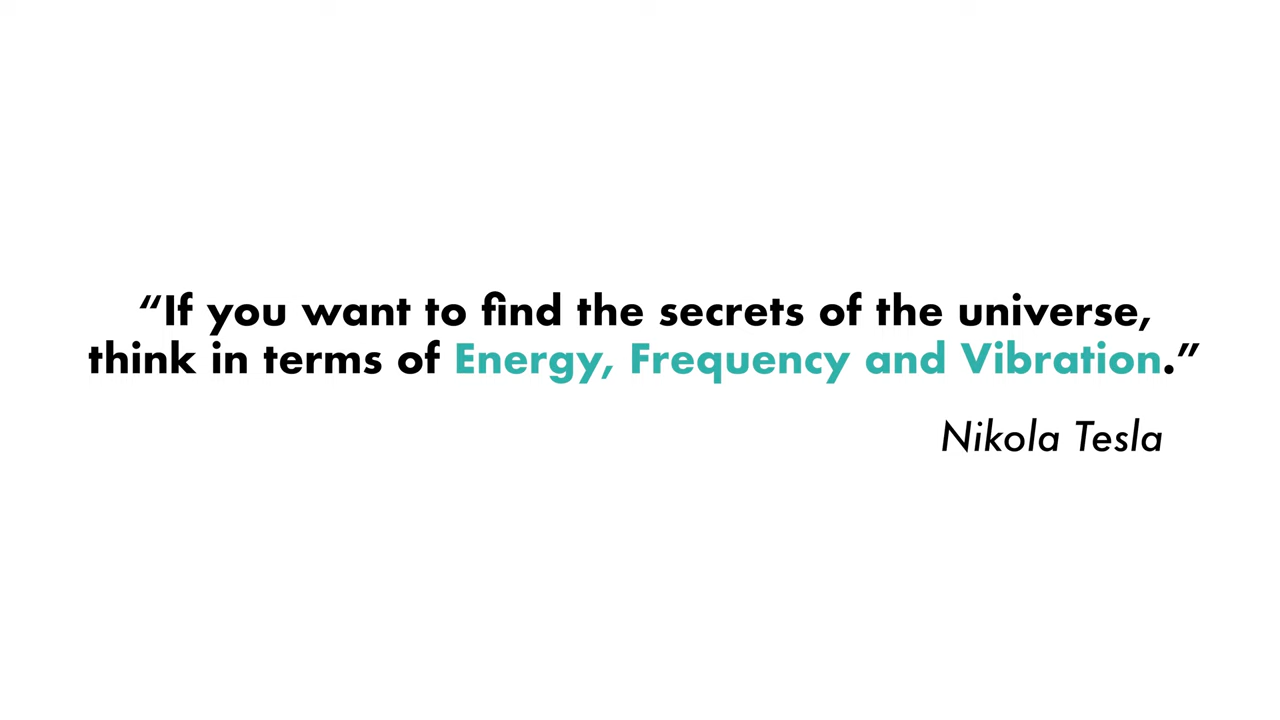 “If you want to find the secrets of the universe,
think in terms of Energy, Frequency and Vibration.”
Nikola Tesla